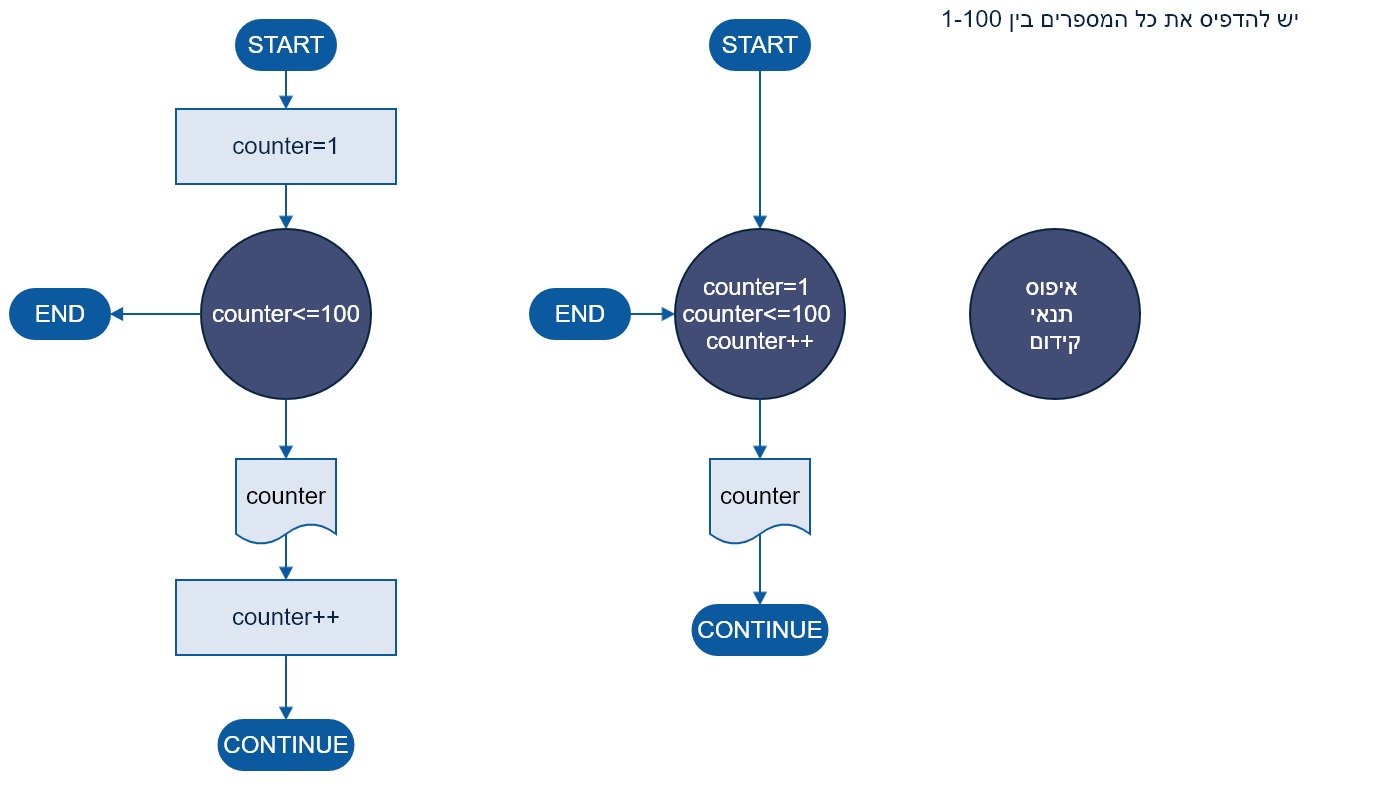 יש להדפיס את כל המספרים בין 1-100
START
counter=1
counter<=100
END
counter
counter++
CONTINUE
START
counter=1
counter<=100
counter++
END
counter
CONTINUE
איפוס
תנאי
קידום